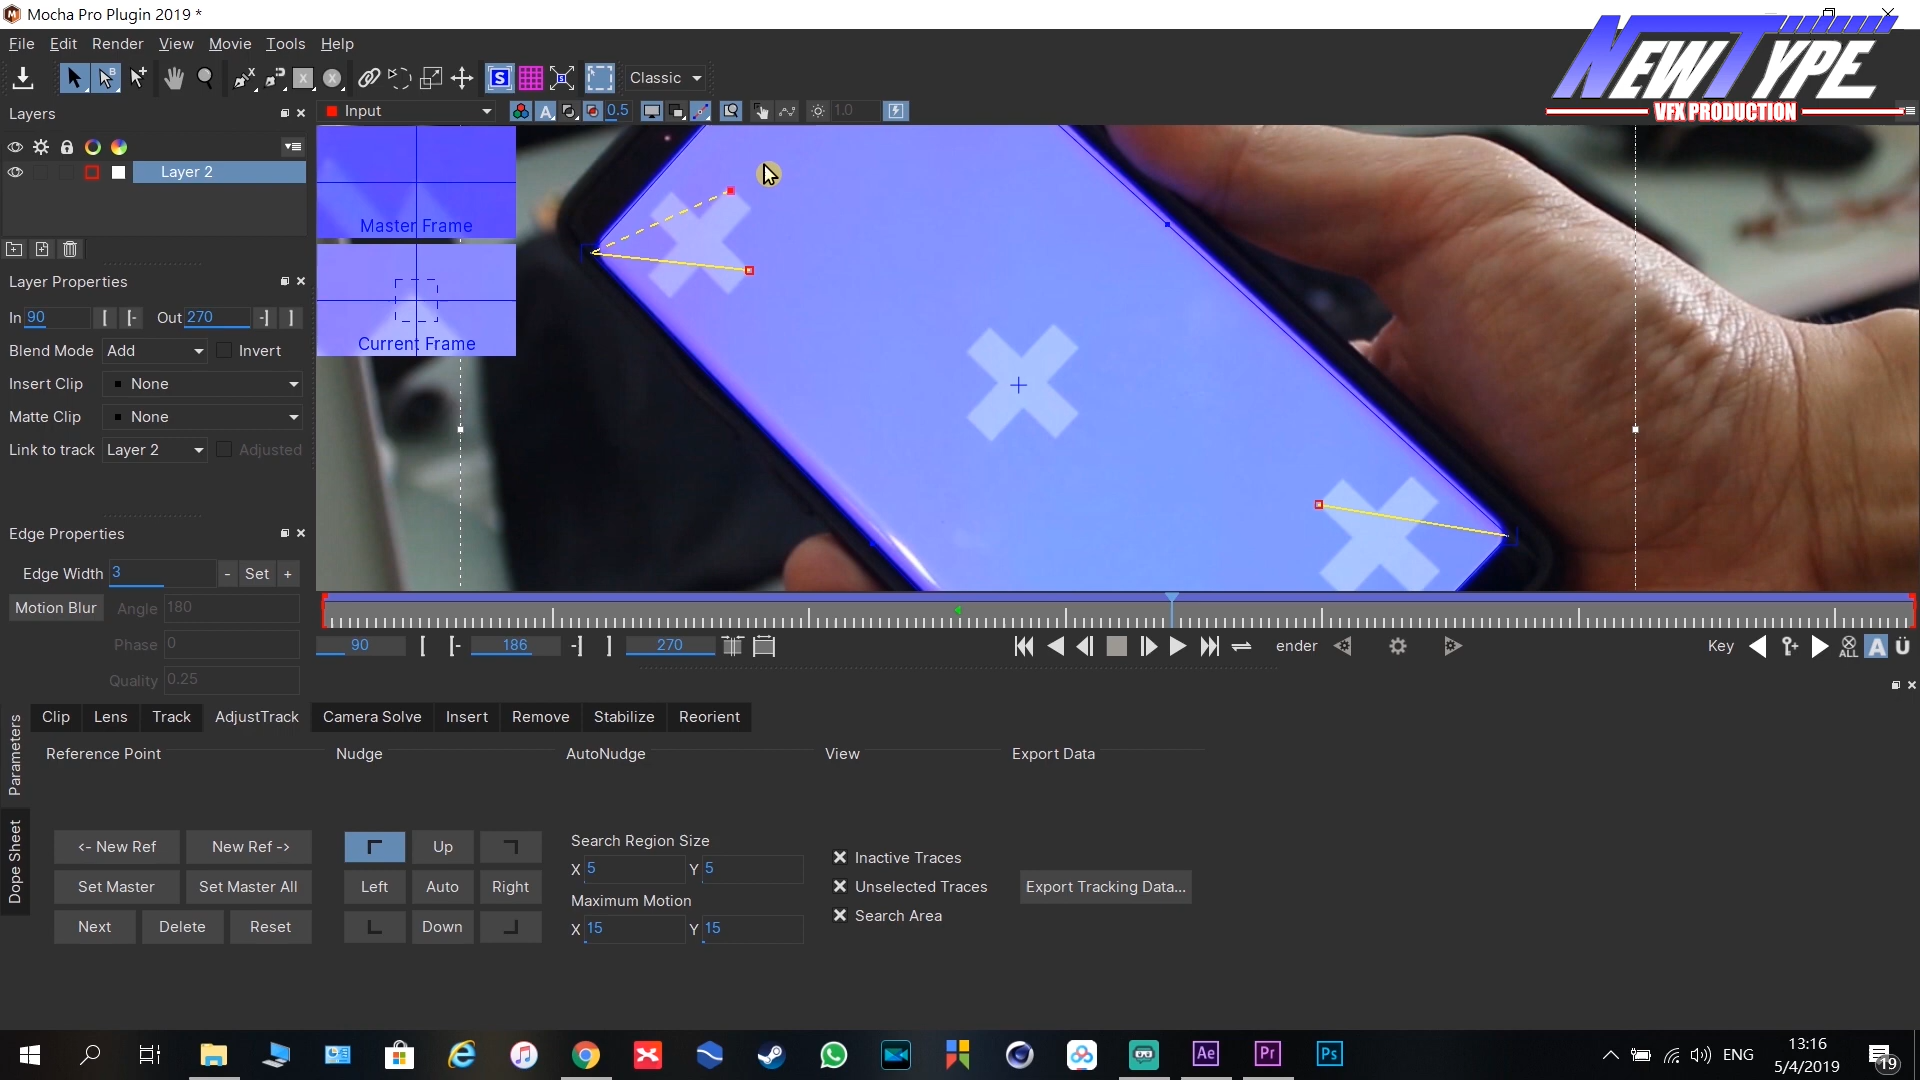 Mocha Pro Plugin 2019 *
File Edit Render View Movie Tools Help
NEWTYPE
VFX PRODUCTION
Classic
Layers
Input
0.5
1.0
Layer 2
Master Frame
Current Frame
Layer Properties
In 90 [ [- Out 270 -] ]
Blend Mode Add Invert
Insert Clip None
Matte Clip None
Link to track Layer 2 Adjusted
Edge Properties
Edge Width 3 - Set +
Motion Blur Angle 180
Phase 0
Quality 0.25
90 [ [- 186 -] ] 270
ender
Key
ALL
A
Parameters
Dope Sheet
Clip Lens Track AdjustTrack Camera Solve Insert Remove Stabilize Reorient
Reference Point Nudge AutoNudge View Export Data
<- New Ref New Ref ->
Set Master Set Master All
Next Delete Reset
Up
Left Auto Right
Down
Search Region Size
X 5 Y 5
Maximum Motion
X 15 Y 15
Inactive Traces
Unselected Traces
Search Area
Export Tracking Data...
Ae
Pr
Ps
ENG
13:16
5/4/2019
19